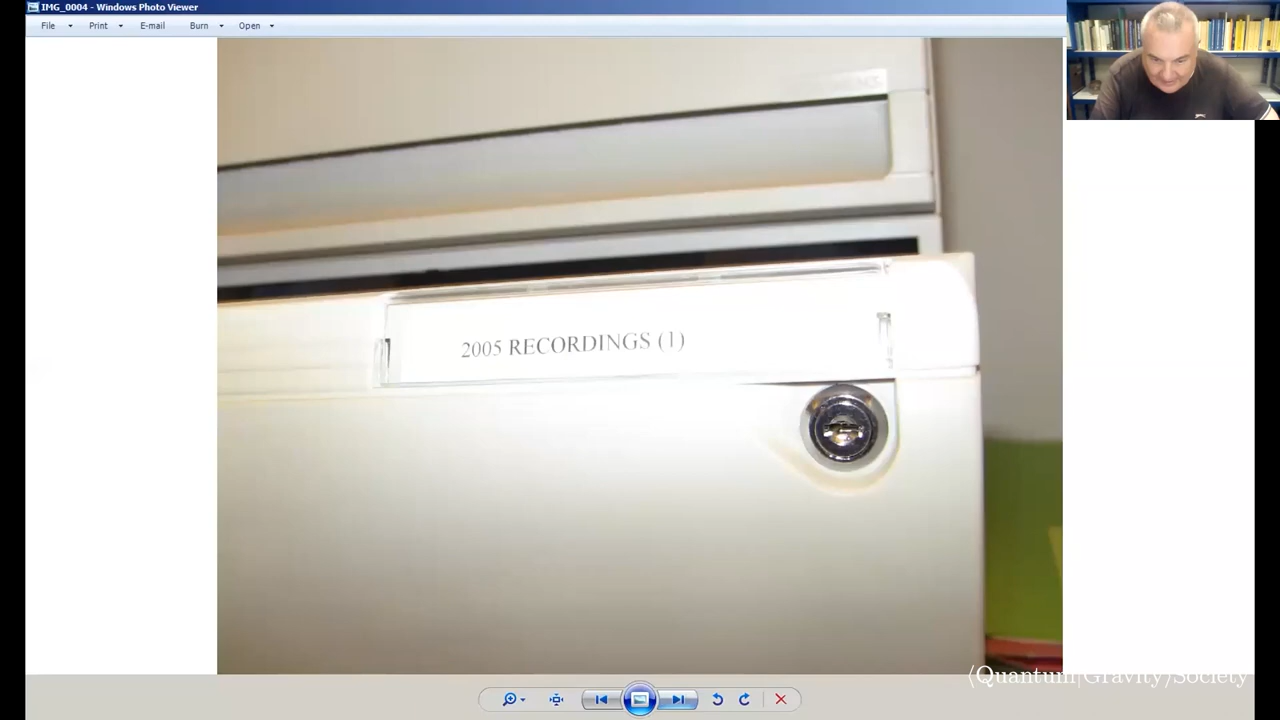 IMG_0004 - Windows Photo Viewer
File Print E-mail Burn Open
2005 RECORDINGS (1)
⟨Quantum|Gravity⟩Society